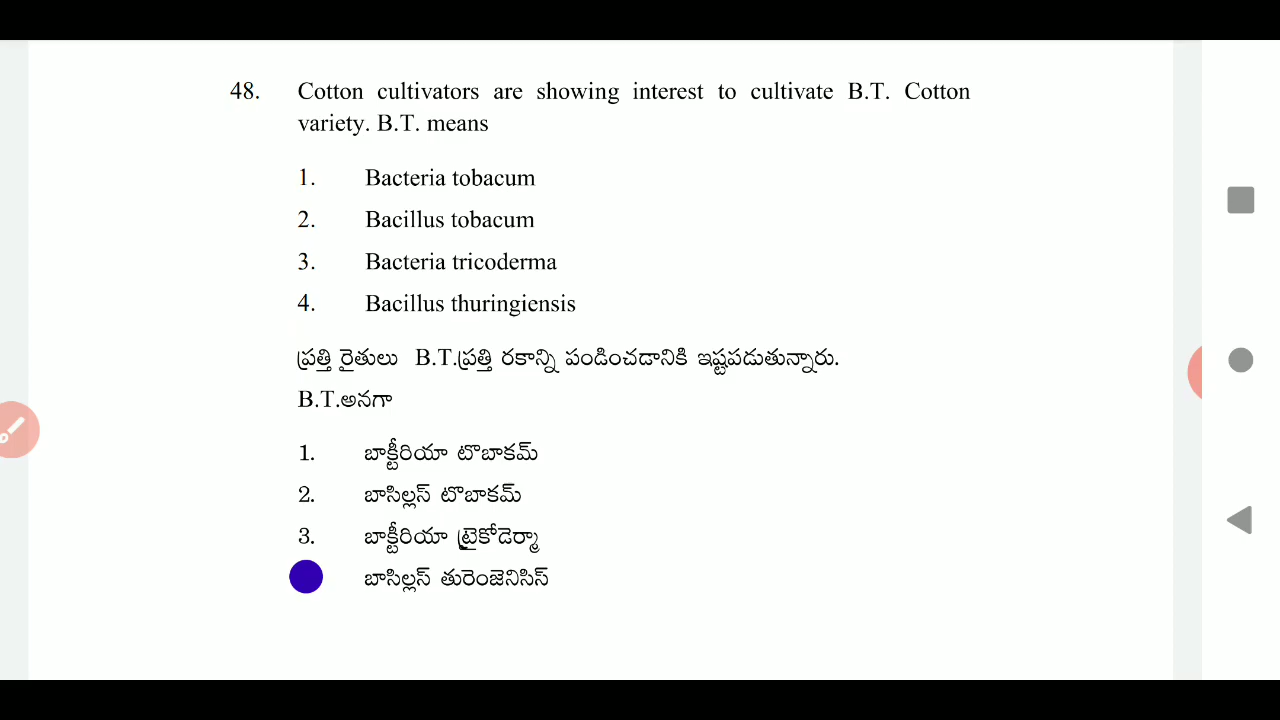 48. Cotton cultivators are showing interest to cultivate B.T. Cotton
variety. B.T. means
1. Bacteria tobacum
2. Bacillus tobacum
3. Bacteria tricoderma
4. Bacillus thuringiensis
ప్రత్తి రైతులు B.T.ప్రత్తి రకాన్ని పండించడానికి ఇష్టపడుతున్నారు.
B.T.అనగా
1. బాక్టీరియా టొబాకమ్
2. బాసిల్లస్ టొబాకమ్
3. బాక్టీరియా ట్రైకోడెర్మా
బాసిల్లస్ తురెంజెనిసిస్